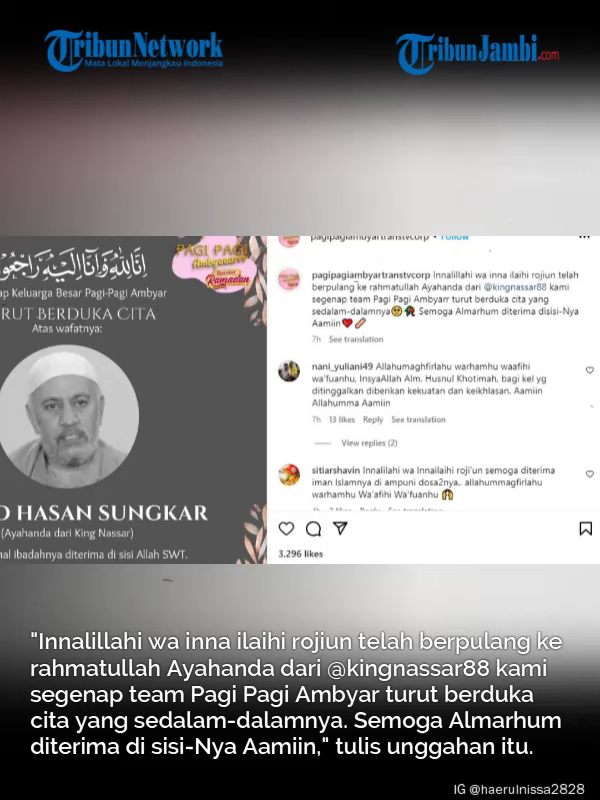 TribunNetwork
Mata Lokal Menjangkau Indonesia
TribunJambi.com
PAGI PAGI
Ambyaaar!!
Spesial
Ramadan
ap Keluarga Besar Pagi-Pagi Ambyar
RUT BERDUKA CITA
Atas wafatnya:
D HASAN SUNGKAR
(Ayahanda dari King Nassar)
nal ibadahnya diterima di sisi Allah SWT.
pagipagiambyartranstvcorp • Follow
pagipagiambyartranstvcorp Innalillahi wa inna ilaihi rojiun telah
berpulang ke rahmatullah Ayahanda dari @kingnassar88 kami
segenap team Pagi Pagi Ambyarr turut berduka cita yang
sedalam-dalamnya😢🥀 Semoga Almarhum diterima disisi-Nya
Aamiin
7h See translation
nani_yuliani49 Allahumaghfirlahu warhamhu waafihi
wa'fuanhu, InsyaAllah Alm. Husnul Khotimah, bagi kel yg
ditinggalkan diberikan kekuatan dan keikhlasan. Aamiin
Allahumma Aamiin
7h 13 likes Reply See translation
View replies (2)
sitiarshavin Innalilahi wa Innailaihi roji'un semoga diterima
iman Islamnya di ampuni dosa2nya.. allahummagfirlahu
warhamhu Wa'afihi Wa'fuanhu
3.296 likes
"Innalillahi wa inna ilaihi rojiun telah berpulang ke
rahmatullah Ayahanda dari @kingnassar88 kami
segenap team Pagi Pagi Ambyar turut berduka
cita yang sedalam-dalamnya. Semoga Almarhum
diterima di sisi-Nya Aamiin," tulis unggahan itu.
IG @haerulnissa2828